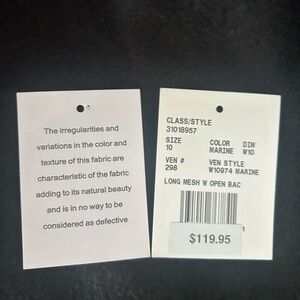 The irregularities and
variations in the color and
texture of this fabric are
characteristic of the fabric
adding to its natural beauty
and is in no way to be
considered as defective
CLASS/STYLE
31018957
SIZE COLOR DIM
10 MARINE W10
VEN # VEN STYLE
298 W10974 MARINE
LONG MESH W OPEN BAC
$119.95